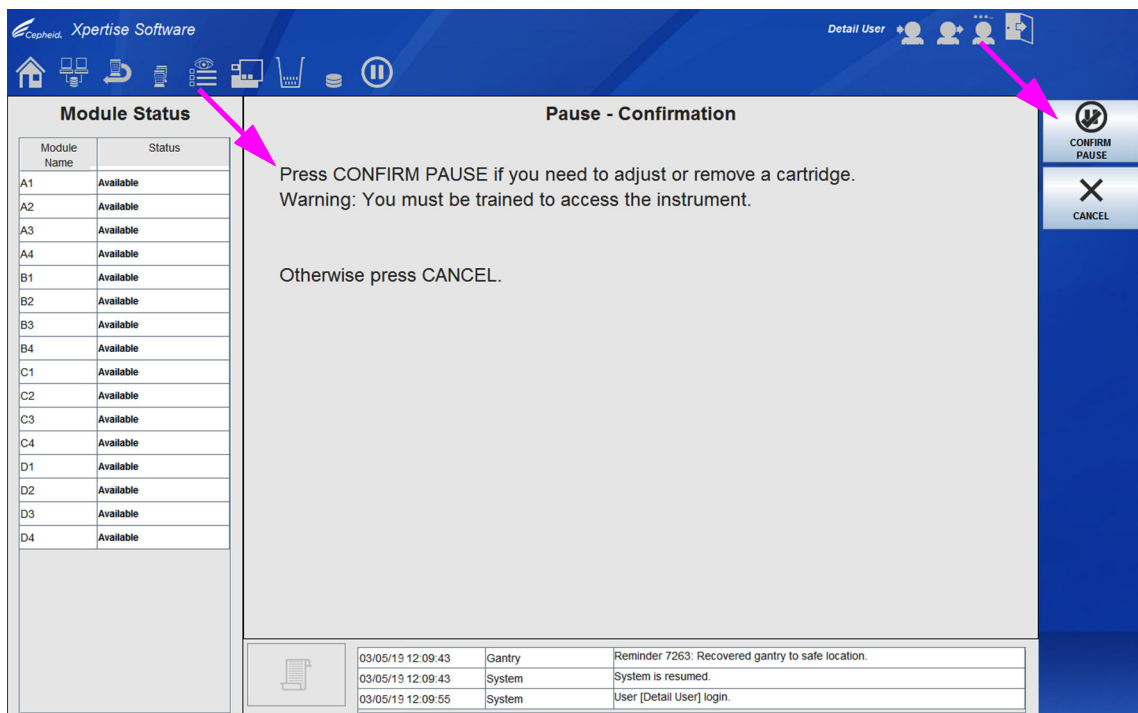 Cepheid. Xpertise Software
Detail User
Module Status
Pause - Confirmation
Module Name
Status
A1 Available
A2 Available
A3 Available
A4 Available
B1 Available
B2 Available
B3 Available
B4 Available
C1 Available
C2 Available
C3 Available
C4 Available
D1 Available
D2 Available
D3 Available
D4 Available
Press CONFIRM PAUSE if you need to adjust or remove a cartridge.
Warning: You must be trained to access the instrument.
Otherwise press CANCEL.
CONFIRM
PAUSE
CANCEL
03/05/19 12:09:43 Gantry Reminder 7263: Recovered gantry to safe location.
03/05/19 12:09:43 System System is resumed.
03/05/19 12:09:55 System User [Detail User] login.